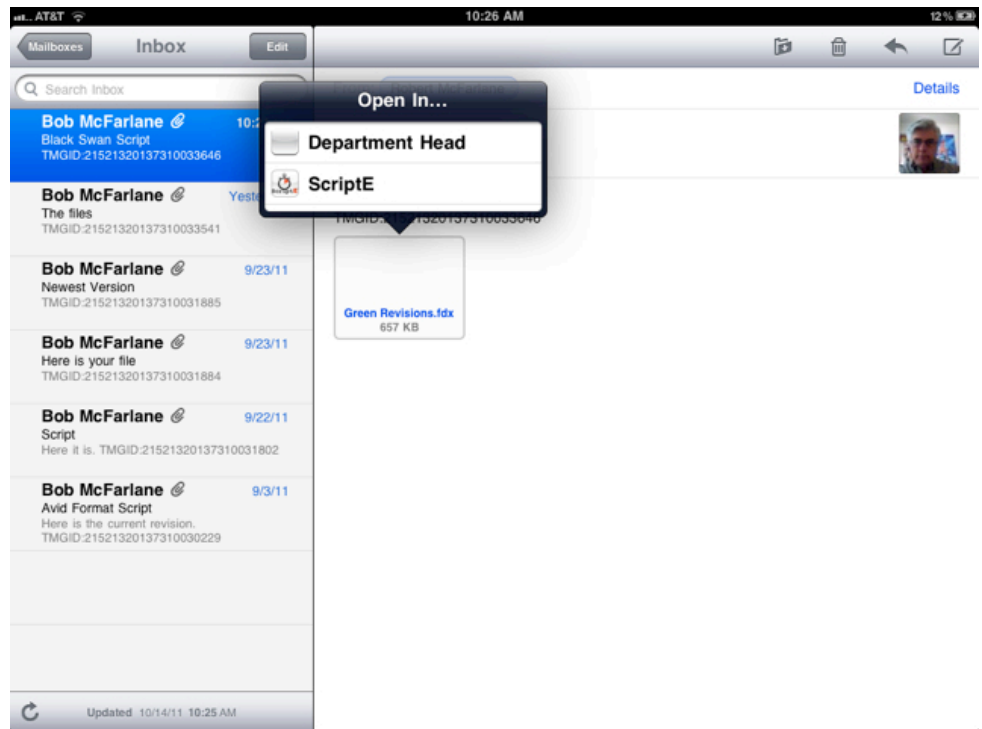 AT&T
10:26 AM
12%
Mailboxes
Inbox
Edit
Search Inbox
Bob McFarlane
Black Swan Script
TMGID:21521320137310033646
Bob McFarlane
The files
TMGID:21521320137310033541
Bob McFarlane 9/23/11
Newest Version
TMGID:21521320137310031885
Bob McFarlane 9/23/11
Here is your file
TMGID:21521320137310031884
Bob McFarlane 9/22/11
Script
Here it is. TMGID:21521320137310031802
Bob McFarlane 9/3/11
Avid Format Script
Here is the current revision.
TMGID:21521320137310030229
Updated 10/14/11 10:25 AM
Details
Open In...
Department Head
ScriptE
Green Revisions.fdx
657 KB